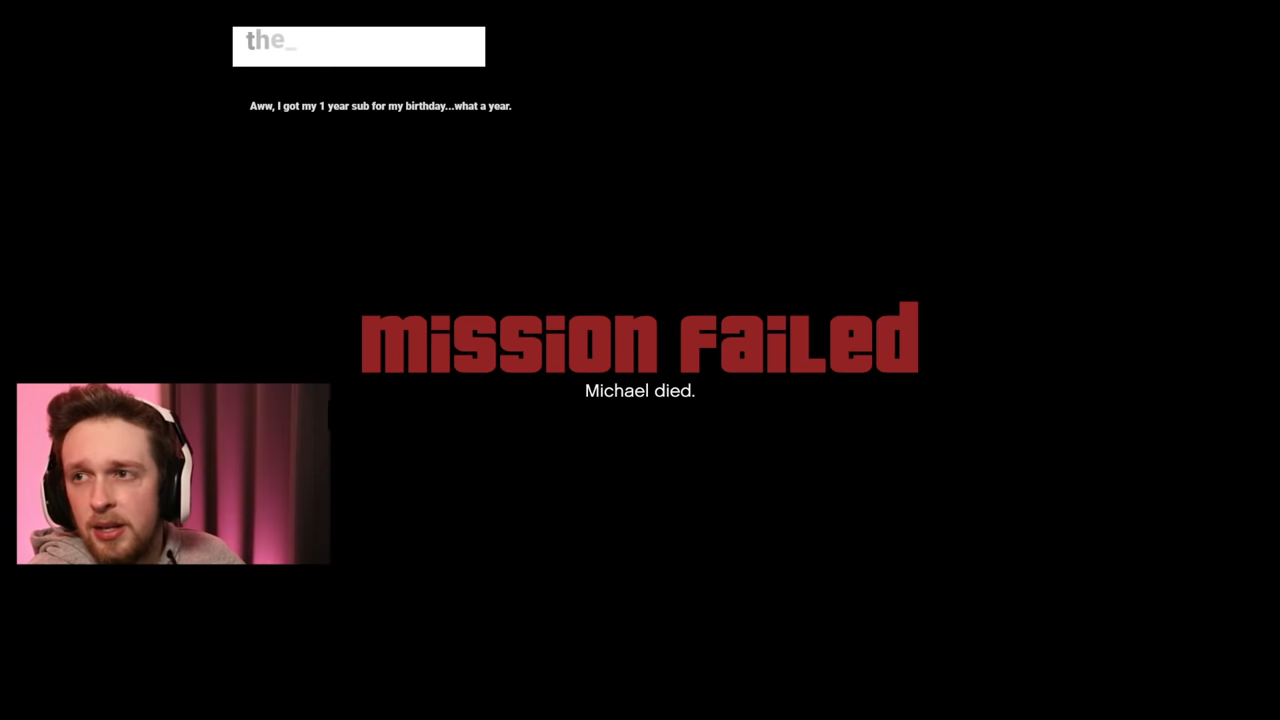 the_
Aww, I got my 1 year sub for my birthday...what a year.
mission failed
Michael died.